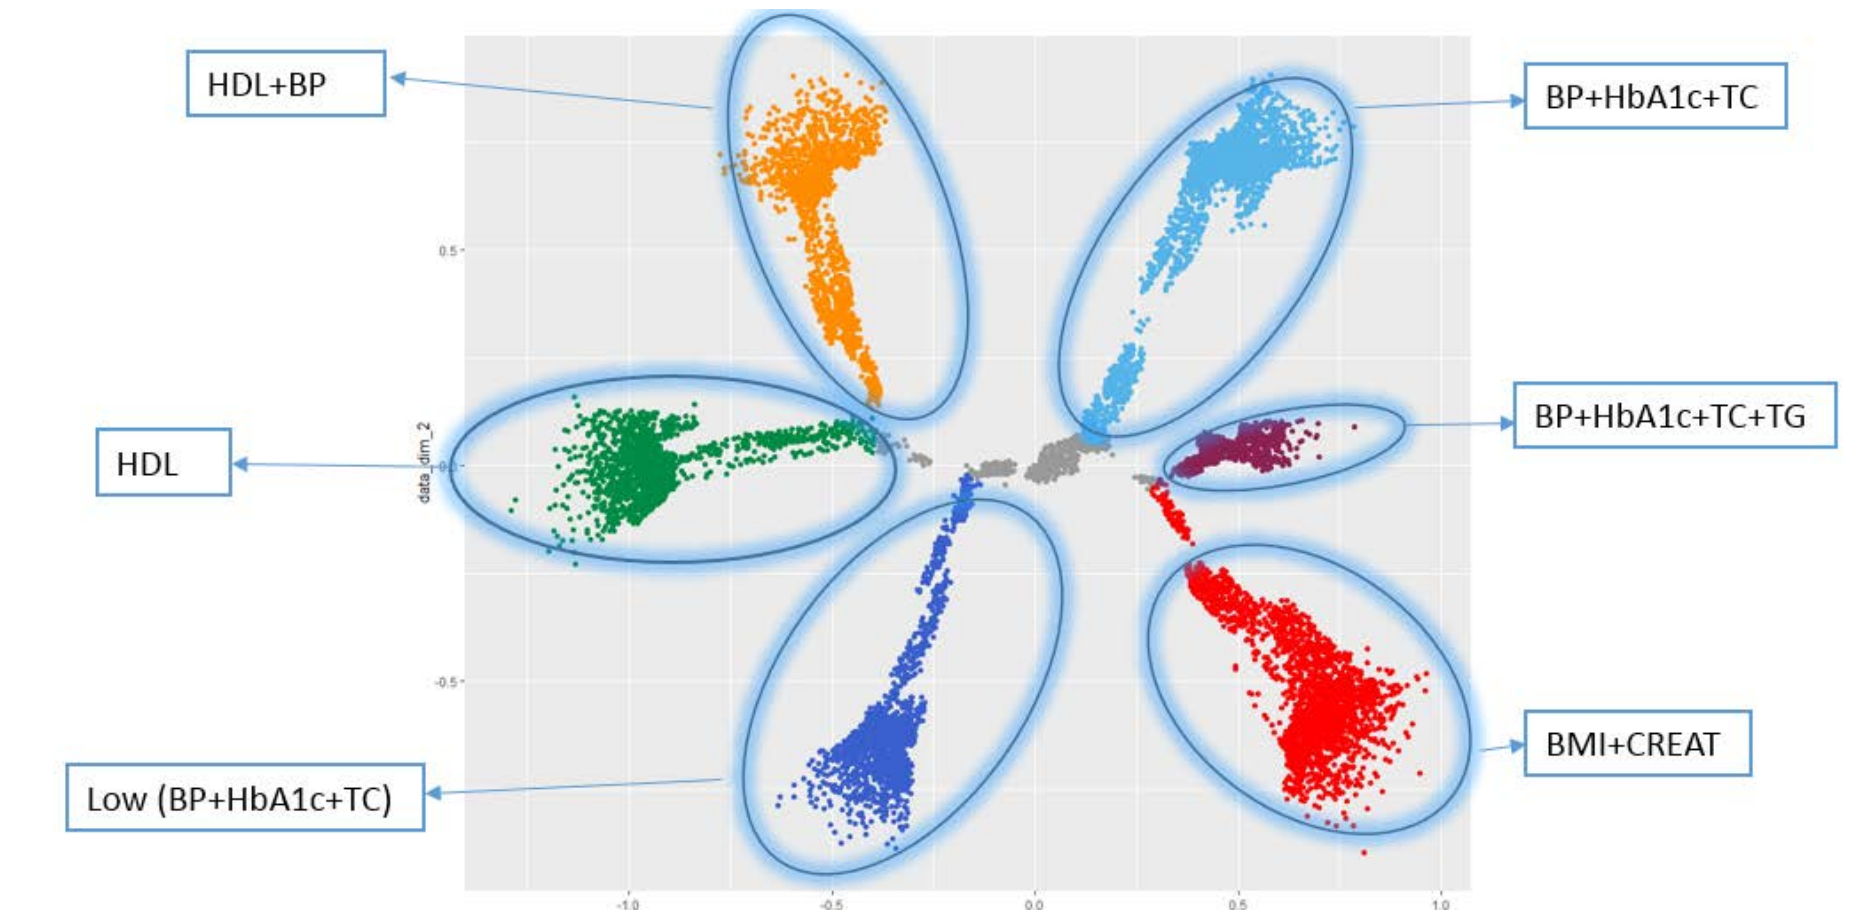 HDL+BP
BP+HbA1c+TC
0.5
BP+HbA1c+TC+TG
HDL
data_dim_2
0.0
-0.5
BMI+CREAT
Low (BP+HbA1c+TC)
-1.0 -0.5 0.0 0.5 1.0